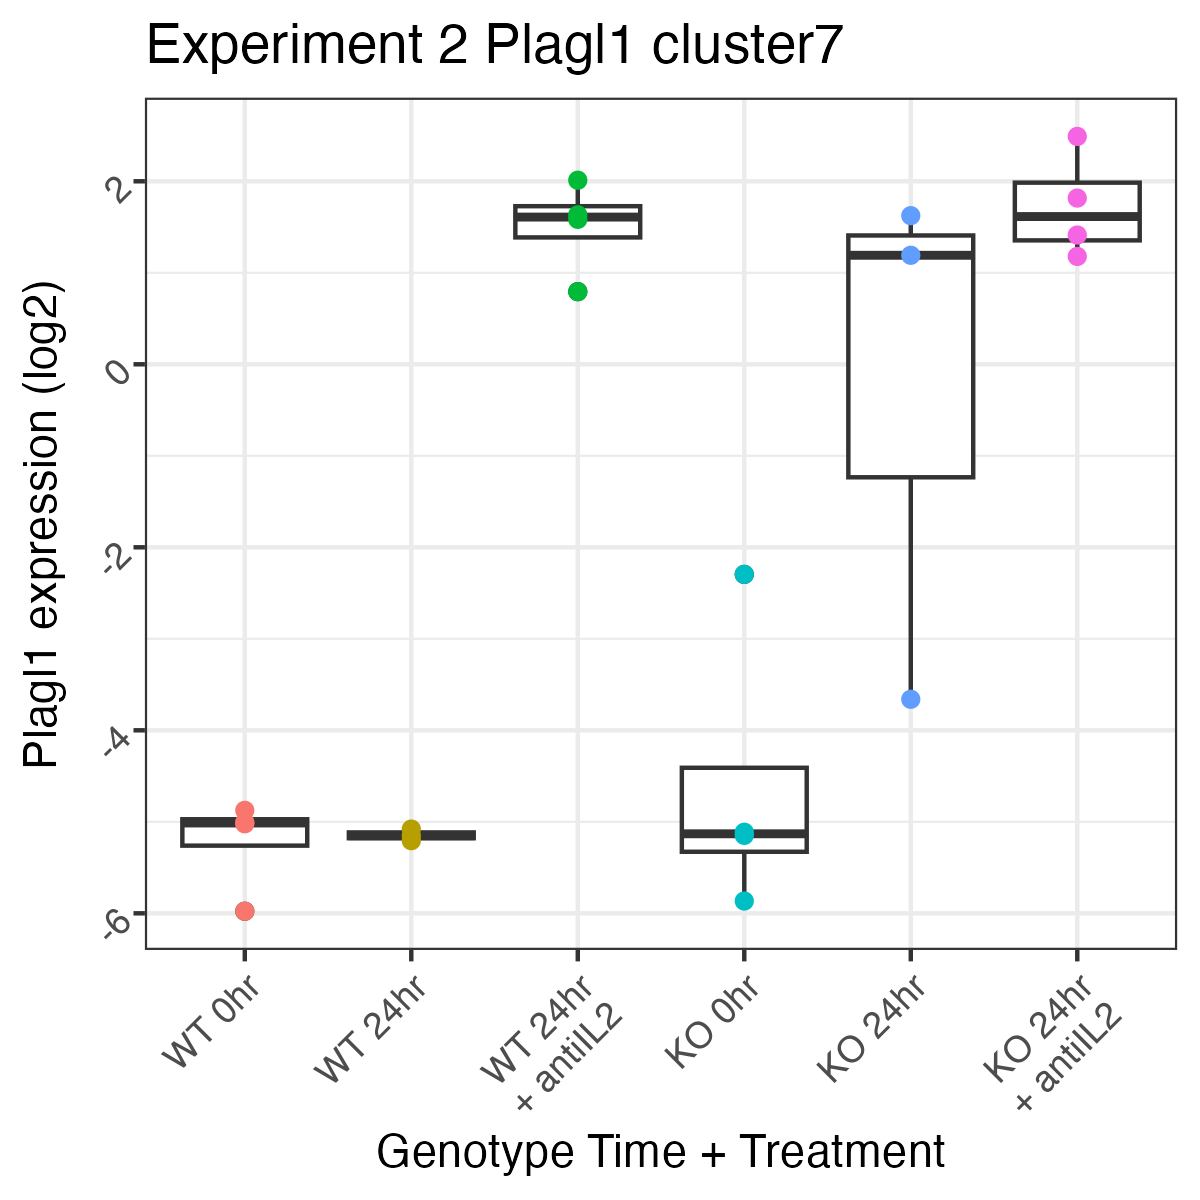 Experiment 2 Plagl1 cluster7
Plagl1 expression (log2)
2
0
-2
-4
-6
WT 0hr
WT 24hr
WT 24hr
+ antiIL2
KO 0hr
KO 24hr
KO 24hr
+ antiIL2
Genotype Time + Treatment